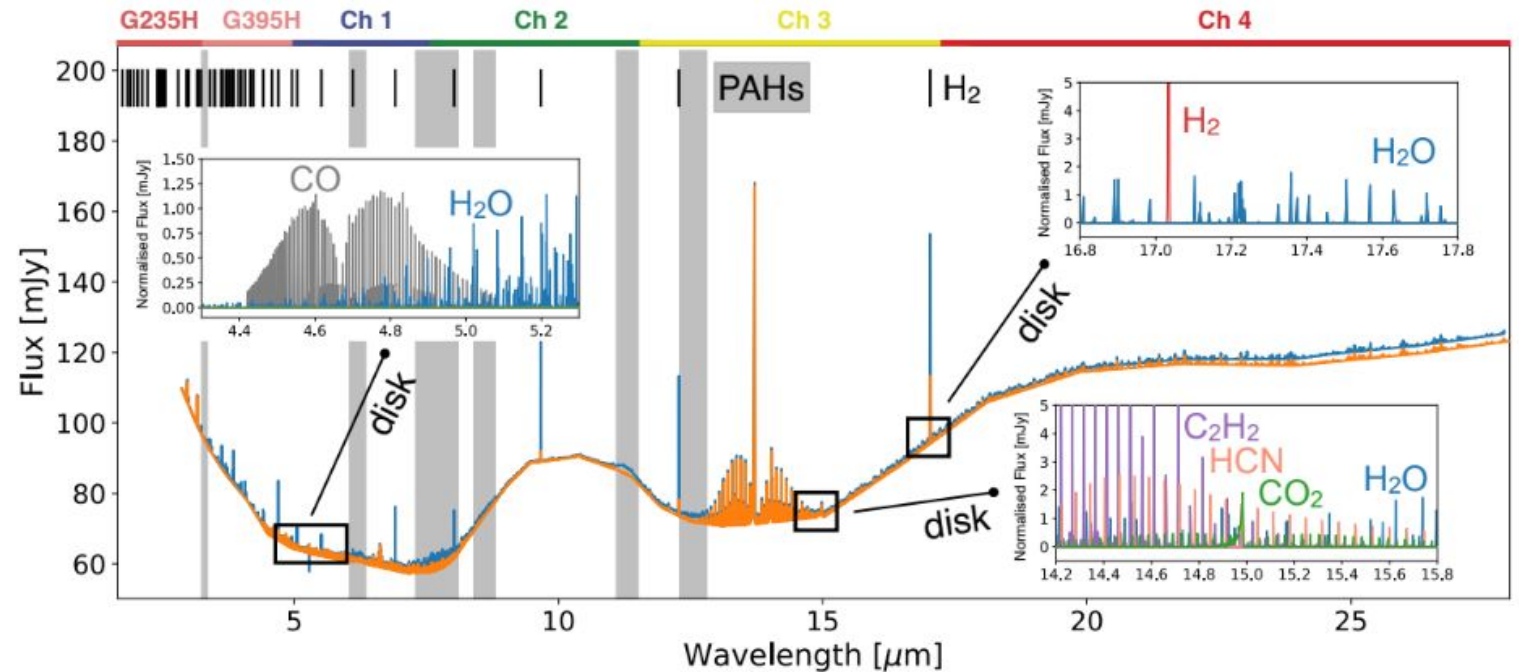 G235H G395H Ch 1 Ch 2 Ch 3 Ch 4
200
180
160
140
120
100
80
60
Flux [mJy]
PAHs H₂
1.50
1.25
1.00
0.75
0.50
0.25
0.00
Normalised Flux [mJy]
CO
H₂O
4.4 4.6 4.8 5.0 5.2
disk
5
4
3
2
1
0
Normalised Flux [mJy]
H₂
H₂O
16.8 17.0 17.2 17.4 17.6 17.8
disk
5
4
3
2
1
0
Normalised Flux [mJy]
C₂H₂
HCN
CO₂
H₂O
14.2 14.4 14.6 14.8 15.0 15.2 15.4 15.6 15.8
disk
5 10 15 20 25
Wavelength [μm]